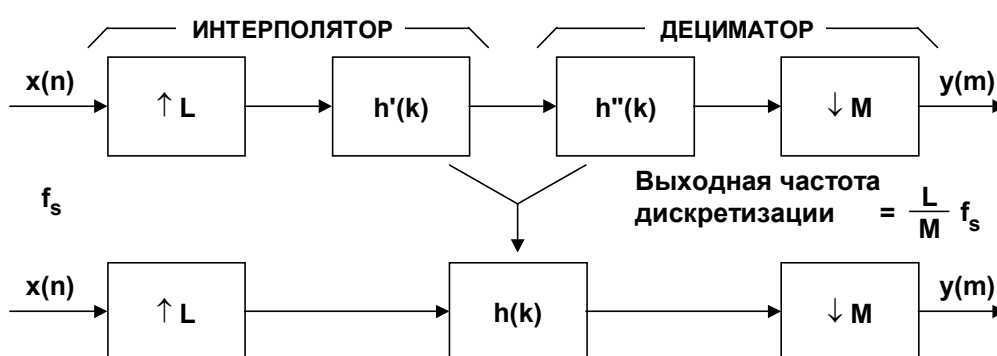 ИНТЕРПОЛЯТОР ДЕЦИМАТОР
x(n) ↑ L h'(k) h"(k) ↓ M y(m)
f_s
Выходная частота
дискретизации = L/M f_s
x(n) ↑ L h(k) ↓ M y(m)